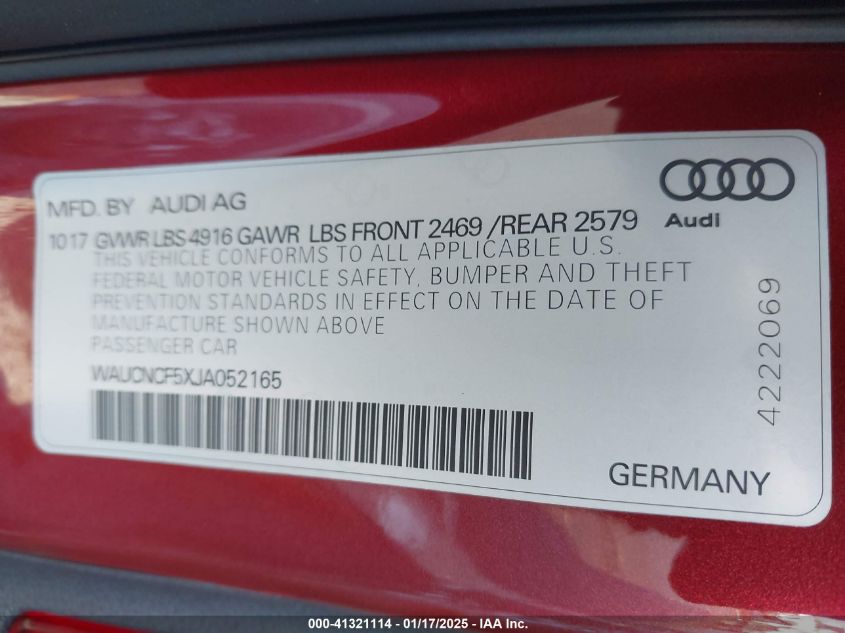 MFD. BY AUDI AG
Audi
10 17 GVWR LBS 4916 GAWR LBS FRONT 2469 /REAR 2579
THIS VEHICLE CONFORMS TO ALL APPLICABLE U.S.
FEDERAL MOTOR VEHICLE SAFETY, BUMPER AND THEFT
PREVENTION STANDARDS IN EFFECT ON THE DATE OF
MANUFACTURE SHOWN ABOVE
PASSENGER CAR
WAUCNCF5XJA052165
4222069
GERMANY
000-41321114 - 01/17/2025 - IAA Inc.